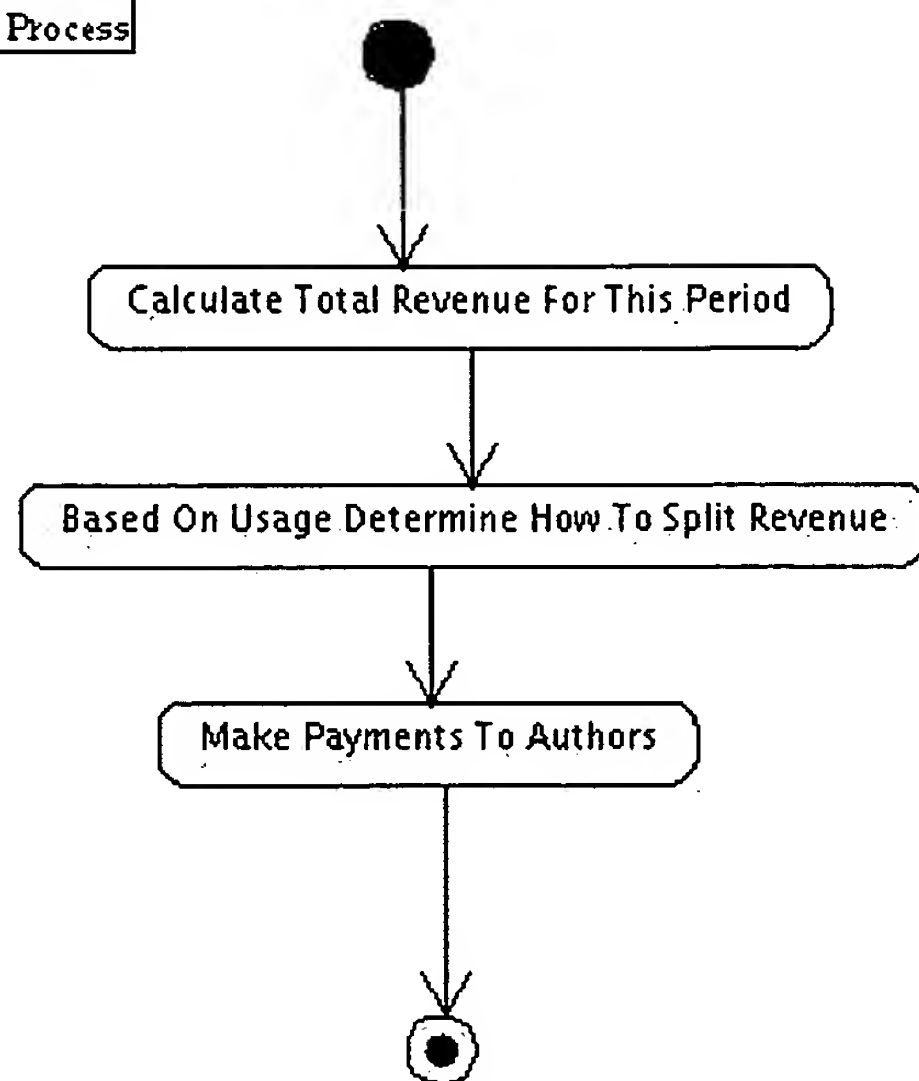 Process
Calculate Total Revenue For This Period
Based On Usage Determine How To Split Revenue
Make Payments To Authors